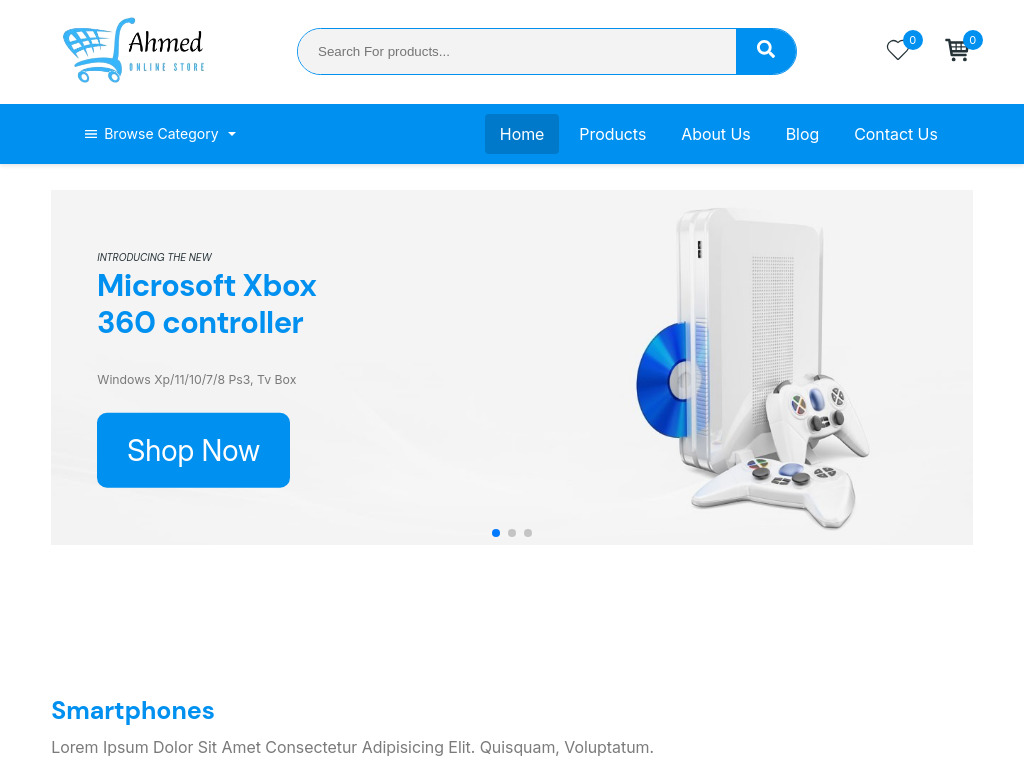 Ahmed
ONLINE STORE
Search For products...
0
0
Browse Category
Home
Products
About Us
Blog
Contact Us
INTRODUCING THE NEW
Microsoft Xbox
360 controller
Windows Xp/11/10/7/8 Ps3, Tv Box
Shop Now
Smartphones
Lorem Ipsum Dolor Sit Amet Consectetur Adipisicing Elit. Quisquam, Voluptatum.